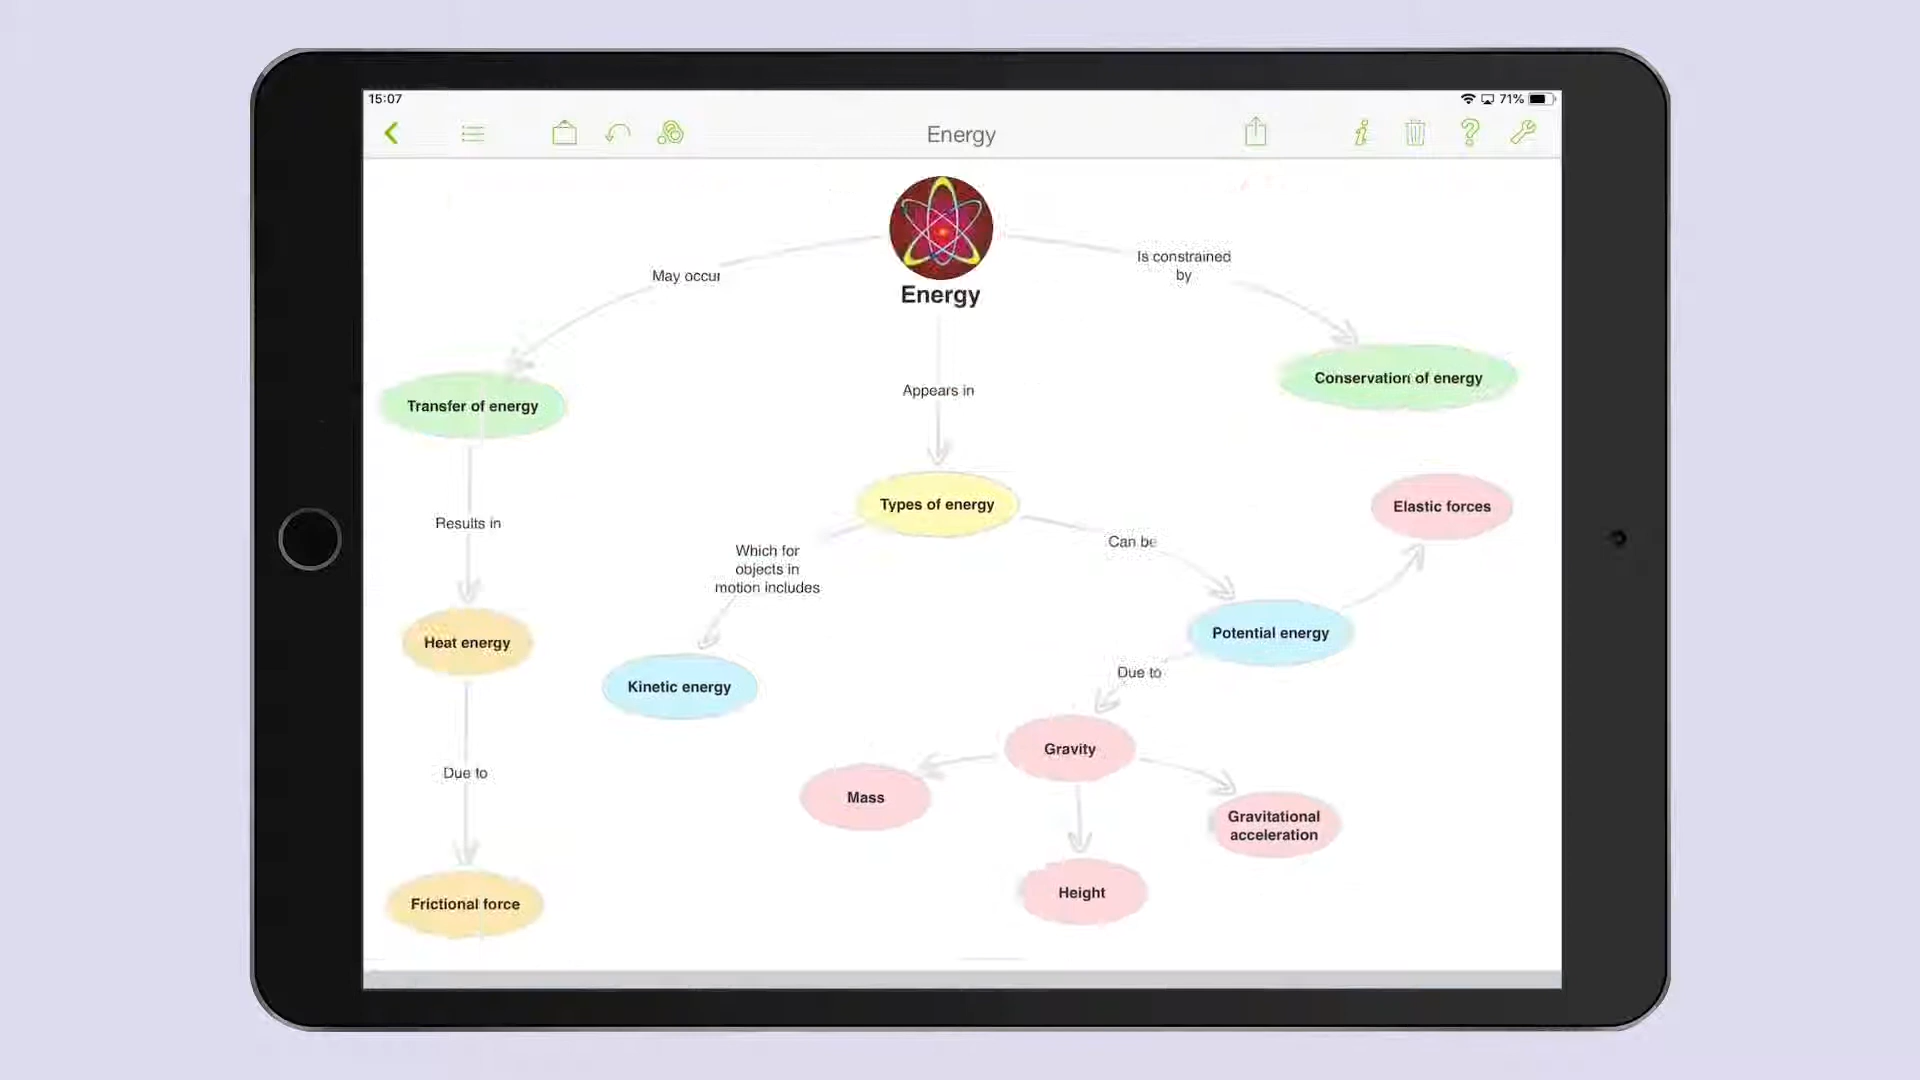 15:07
71%
Energy
Energy
May occur
Is constrained
by
Transfer of energy
Appears in
Conservation of energy
Results in
Types of energy
Elastic forces
Which for
objects in
motion includes
Can be
Heat energy
Kinetic energy
Potential energy
Due to
Due to
Gravity
Mass
Gravitational
acceleration
Height
Frictional force